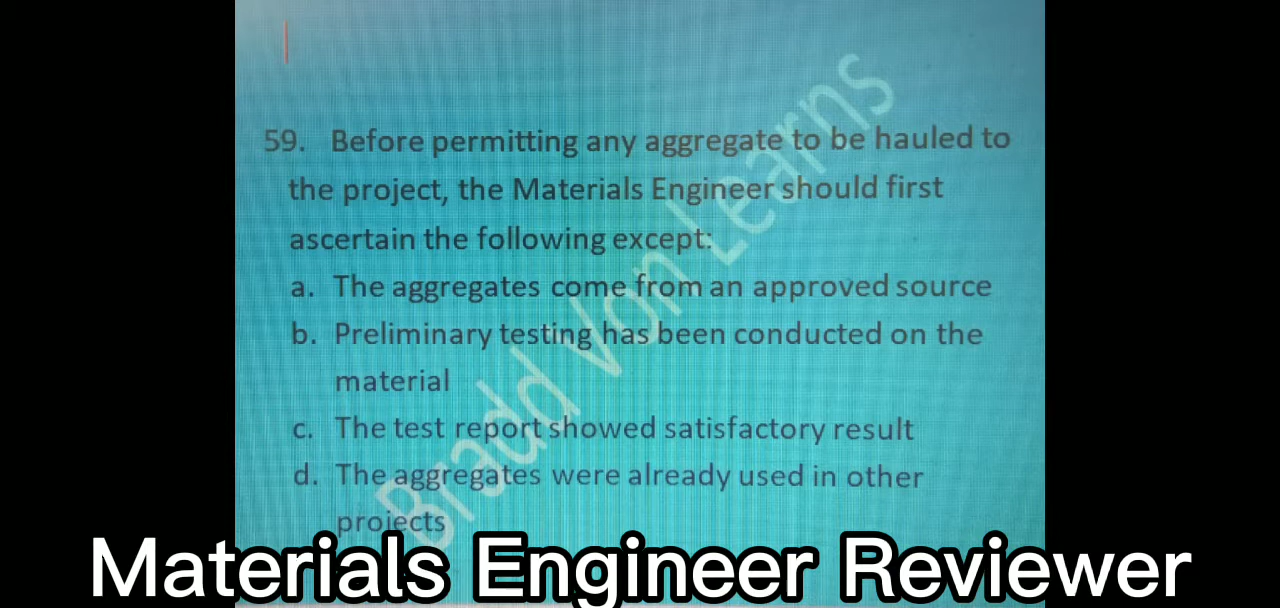 59. Before permitting any aggregate to be hauled to
the project, the Materials Engineer should first
ascertain the following except:
a. The aggregates come from an approved source
b. Preliminary testing has been conducted on the
material
c. The test report showed satisfactory result
d. The aggregates were already used in other
projects
Bradd Von Learns
Materials Engineer Reviewer